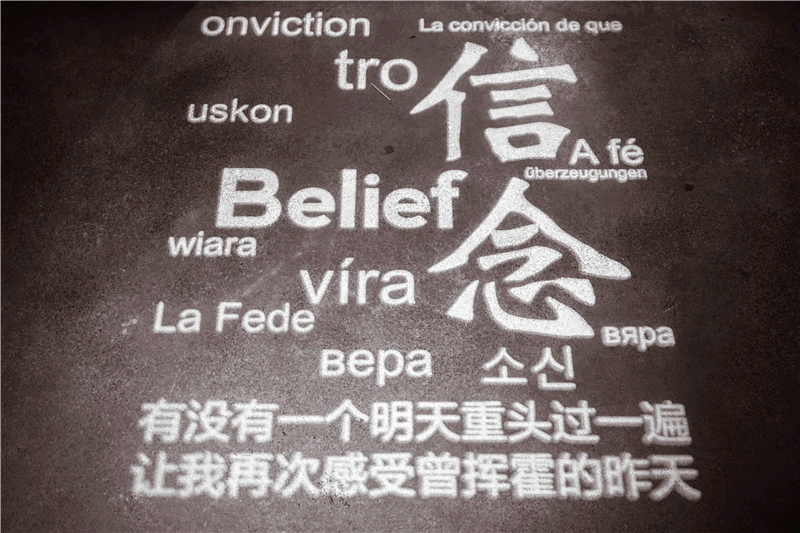 onviction
La convicción de que
tro
信念
uskon
A fé
überzeugungen
Belief
wiara
víra
La Fede
вяра
вера
소신
有没有一个明天重头过一遍
让我再次感受曾挥霍的昨天